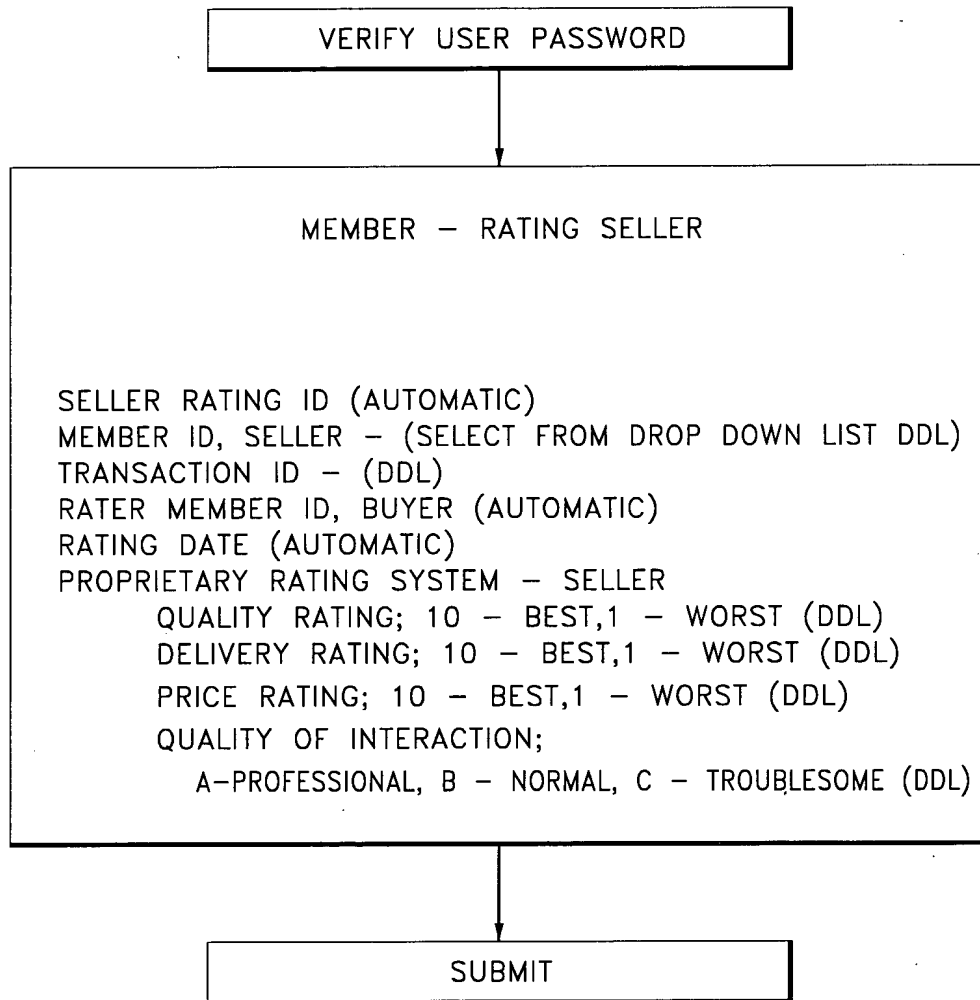 VERIFY USER PASSWORD
MEMBER – RATING SELLER
SELLER RATING ID (AUTOMATIC)
MEMBER ID, SELLER – (SELECT FROM DROP DOWN LIST DDL)
TRANSACTION ID – (DDL)
RATER MEMBER ID, BUYER (AUTOMATIC)
RATING DATE (AUTOMATIC)
PROPRIETARY RATING SYSTEM – SELLER
QUALITY RATING; 10 – BEST,1 – WORST (DDL)
DELIVERY RATING; 10 – BEST,1 – WORST (DDL)
PRICE RATING; 10 – BEST,1 – WORST (DDL)
QUALITY OF INTERACTION;
A–PROFESSIONAL, B – NORMAL, C – TROUBLESOME (DDL)
SUBMIT